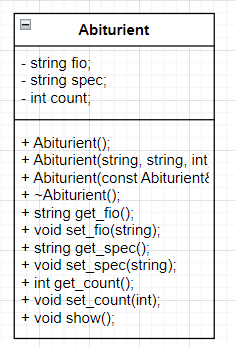 Abiturient
- string fio;
- string spec;
- int count;
+ Abiturient();
+ Abiturient(string, string, int
+ Abiturient(const Abiturient&
+ ~Abiturient();
+ string get_fio();
+ void set_fio(string);
+ string get_spec();
+ void set_spec(string);
+ int get_count();
+ void set_count(int);
+ void show();